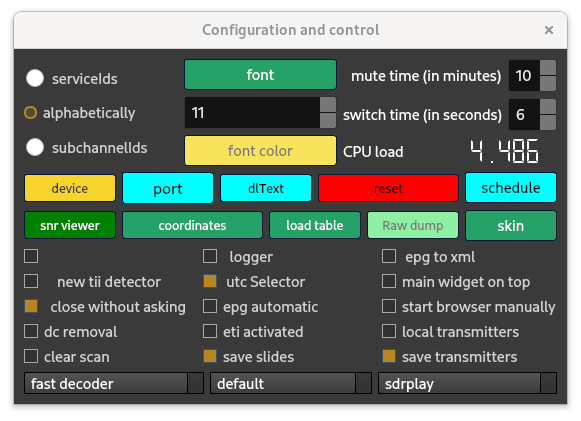 Configuration and control ×
serviceIds font mute time (in minutes) 10
alphabetically 11 switch time (in seconds) 6
subchannelIds font color CPU load 4.486
device port dlText reset schedule
snr viewer coordinates load table Raw dump skin
logger epg to xml
new tii detector utc Selector main widget on top
close without asking epg automatic start browser manually
dc removal eti activated local transmitters
clear scan save slides save transmitters
fast decoder default sdrplay